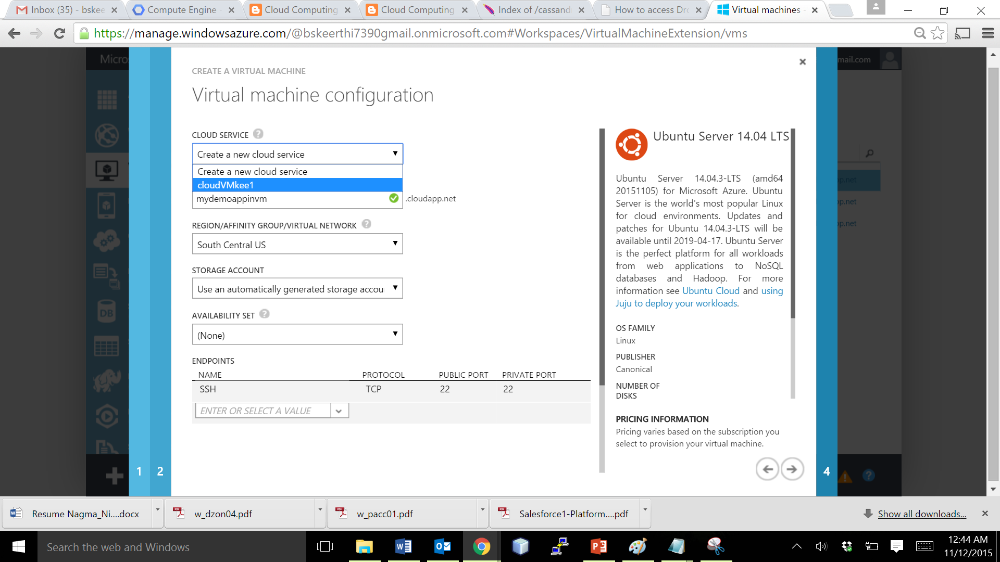 Inbox (35) - bskee
Compute Engine -
Cloud Computing
Cloud Computing
Index of /cassand
How to access Dro
Virtual machines -
https://manage.windowsazure.com/@bskeerthi7390gmail.onmicrosoft.com#Workspaces/VirtualMachineExtension/vms
Micro
mail.com
CREATE A VIRTUAL MACHINE
Virtual machine configuration
CLOUD SERVICE ?
Create a new cloud service
Create a new cloud service
cloudVMkee1
mydemoappinvm
.cloudapp.net
REGION/AFFINITY GROUP/VIRTUAL NETWORK ?
South Central US
STORAGE ACCOUNT
Use an automatically generated storage accou
AVAILABILITY SET ?
(None)
ENDPOINTS
NAME PROTOCOL PUBLIC PORT PRIVATE PORT
SSH TCP 22 22
ENTER OR SELECT A VALUE
Ubuntu Server 14.04 LTS
Ubuntu Server 14.04.3-LTS (amd64
20151105) for Microsoft Azure. Ubuntu
Server is the world's most popular Linux
for cloud environments. Updates and
patches for Ubuntu 14.04.3-LTS will be
available until 2019-04-17. Ubuntu Server
is the perfect platform for all workloads
from web applications to NoSQL
databases and Hadoop. For more
information see Ubuntu Cloud and using
Juju to deploy your workloads.
OS FAMILY
Linux
PUBLISHER
Canonical
NUMBER OF
DISKS
PRICING INFORMATION
Pricing varies based on the subscription you
select to provision your virtual machine.
pp.net
pp.net
pp.net
DB
1 2
4
?
Resume Nagma_Ni....docx
w_dzon04.pdf
w_pacc01.pdf
Salesforce1-Platform....pdf
Show all downloads...
Search the web and Windows
12:44 AM
11/12/2015